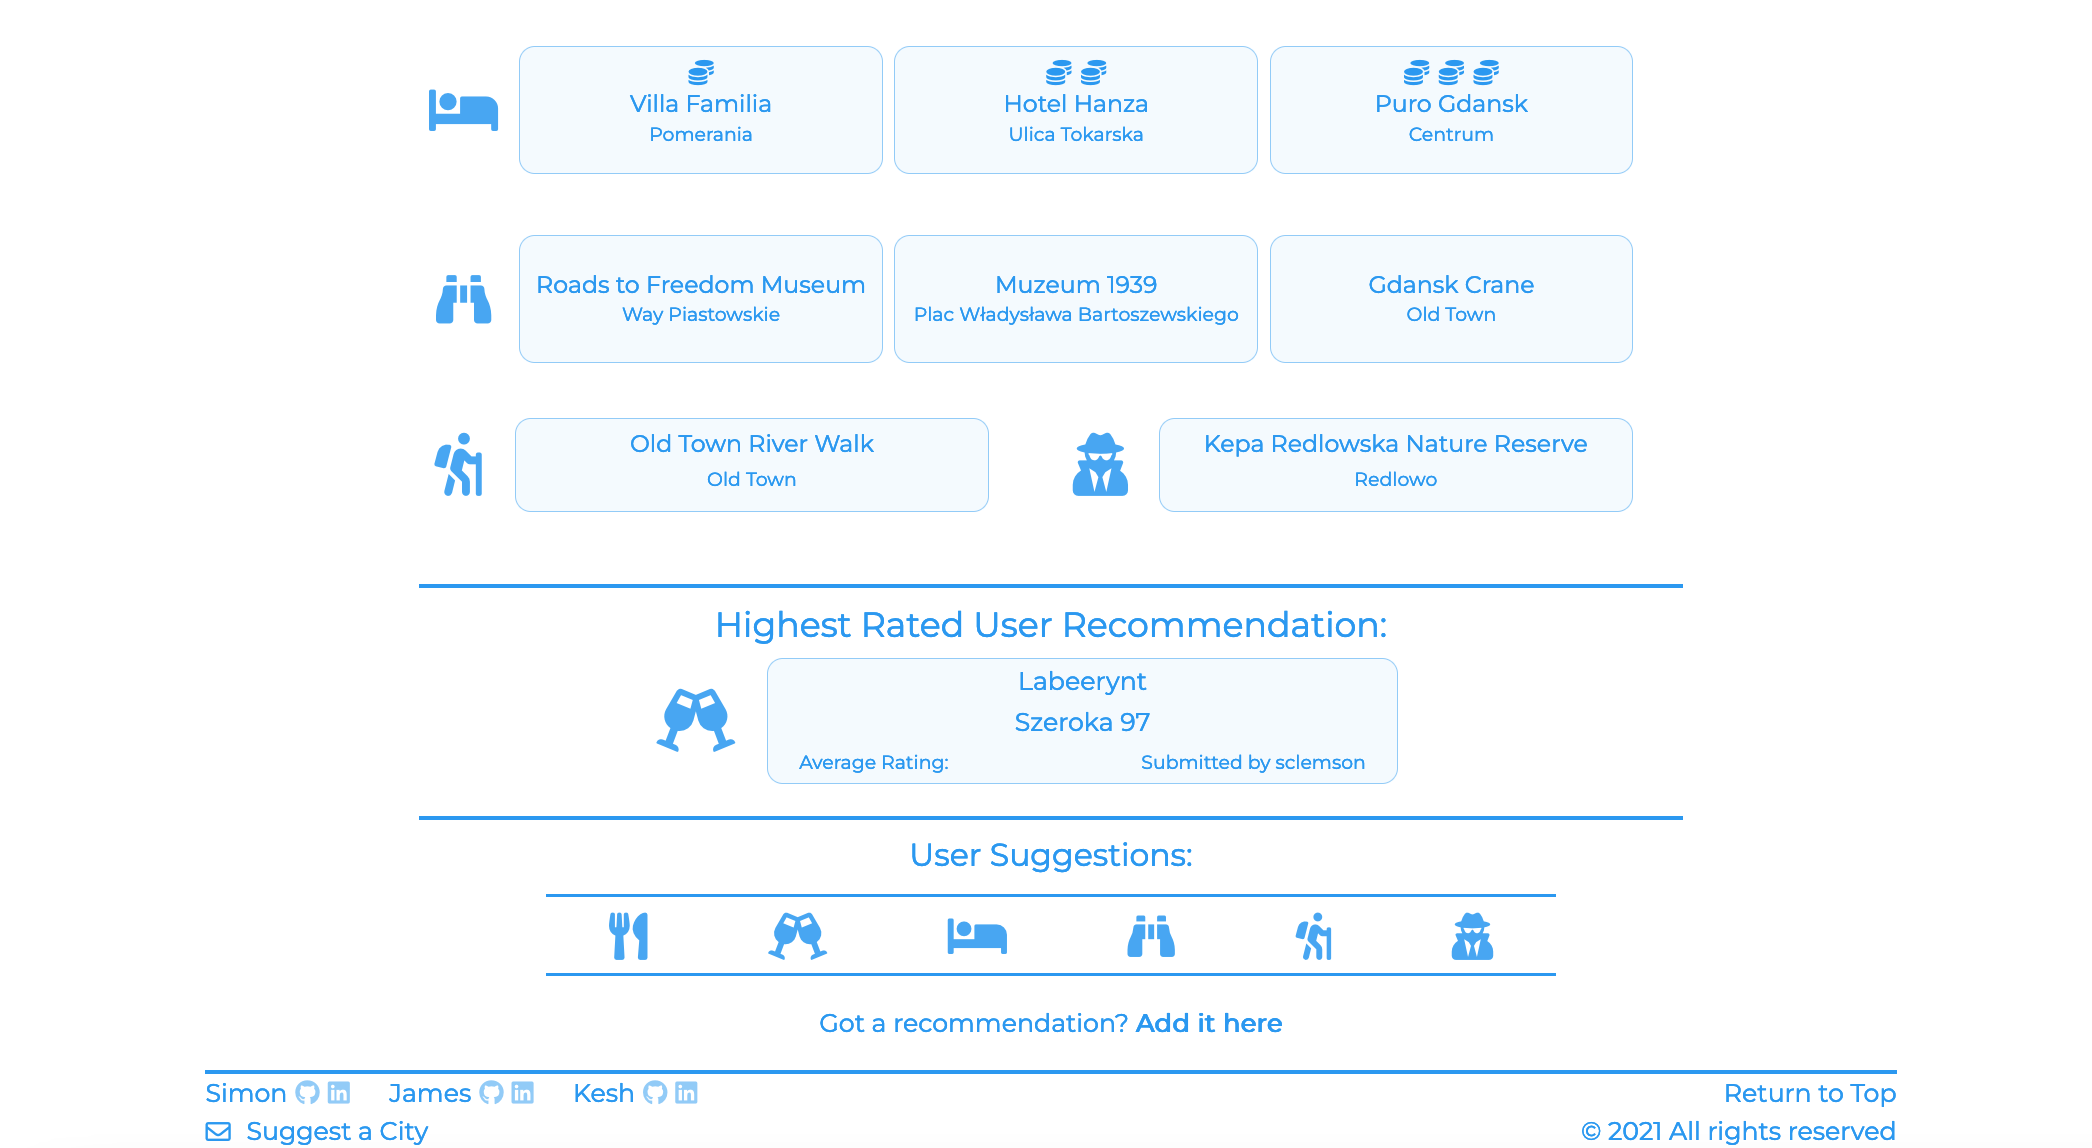 Villa Familia
Pomerania
Hotel Hanza
Ulica Tokarska
Puro Gdansk
Centrum
Roads to Freedom Museum
Way Piastowskie
Muzeum 1939
Plac Władysława Bartoszewskiego
Gdansk Crane
Old Town
Old Town River Walk
Old Town
Kepa Redlowska Nature Reserve
Redlowo
Highest Rated User Recommendation:
Labeerynt
Szeroka 97
Average Rating:
Submitted by sclemson
User Suggestions:
Got a recommendation? Add it here
Simon in James in Kesh in
Return to Top
Suggest a City
© 2021 All rights reserved